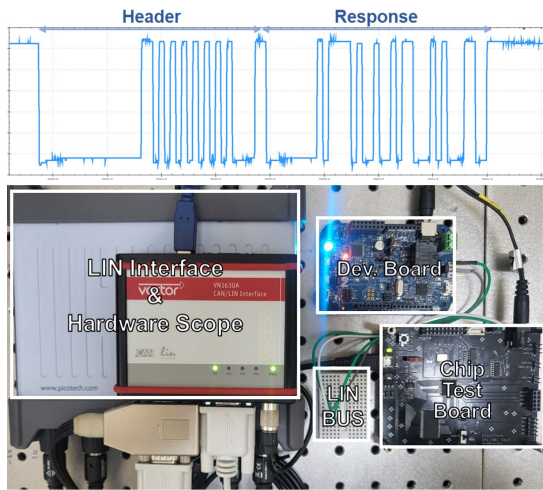 Header
Response
LIN Interface
&
Hardware Scope
vector
VN1630A
CAN/LIN Interface
CAN
lin
www.picotech.com
Dev. Board
LIN
BUS
Chip
Test
Board